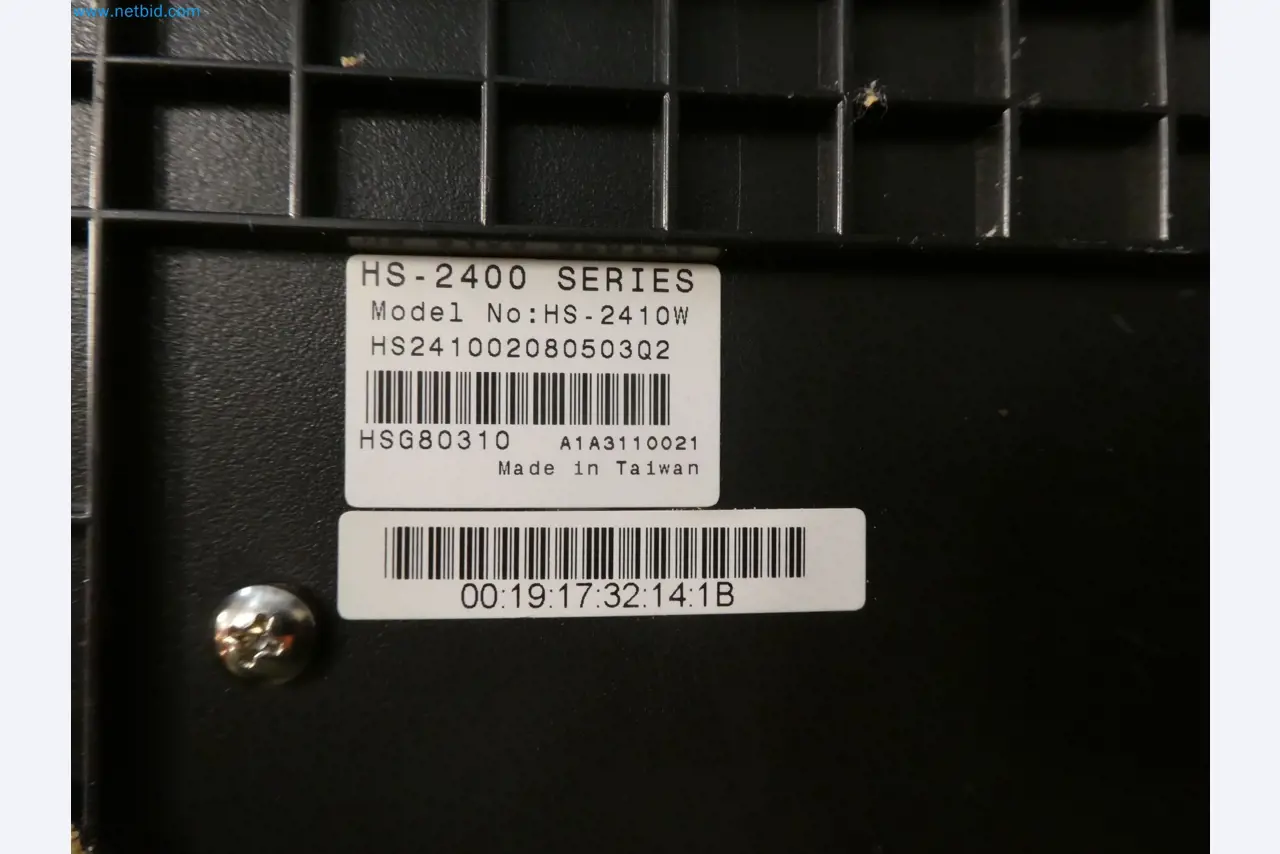 www.netbid.com
HS-2400 SERIES
Model No:HS-2410W
HS241002080503Q2
HSG80310 A1A3110021
Made in Taiwan
00:19:17:32:14:1B